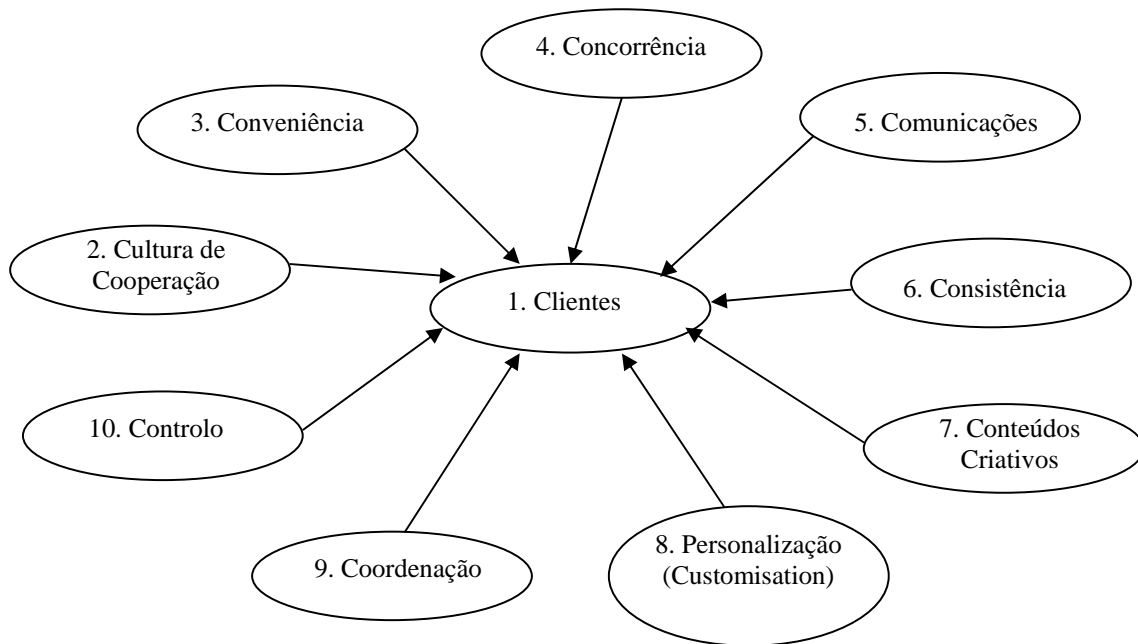 4. Concorrência
3. Conveniência
5. Comunicações
2. Cultura de
Cooperação
1. Clientes
6. Consistência
10. Controlo
7. Conteúdos
Criativos
9. Coordenação
8. Personalização
(Customisation)